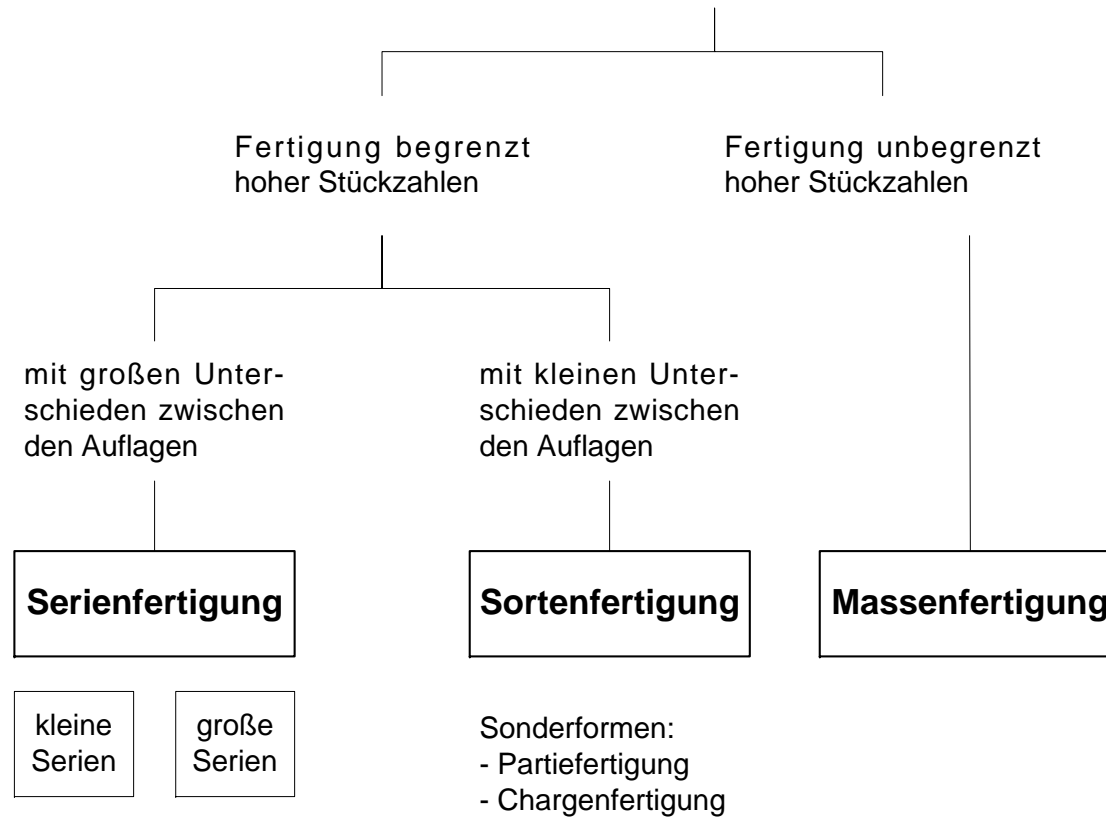 Fertigung begrenzt
hoher Stückzahlen
Fertigung unbegrenzt
hoher Stückzahlen
mit großen Unter-
schieden zwischen
den Auflagen
mit kleinen Unter-
schieden zwischen
den Auflagen
Serienfertigung
Sortenfertigung
Massenfertigung
kleine
Serien
große
Serien
Sonderformen:
- Partiefertigung
- Chargenfertigung